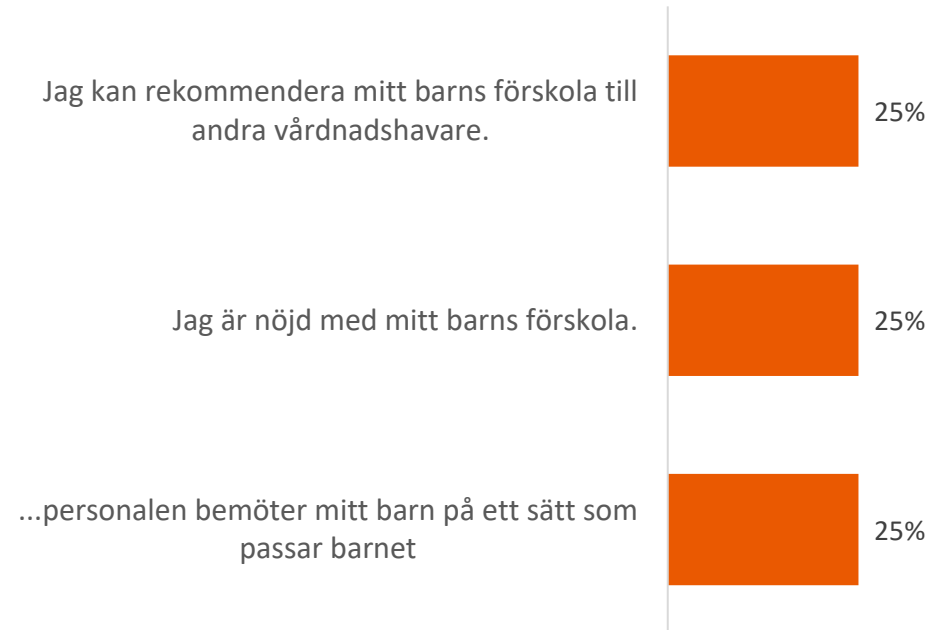 Jag kan rekommendera mitt barns förskola till
andra vårdnadshavare.
25%
Jag är nöjd med mitt barns förskola.
25%
...personalen bemöter mitt barn på ett sätt som
passar barnet
25%